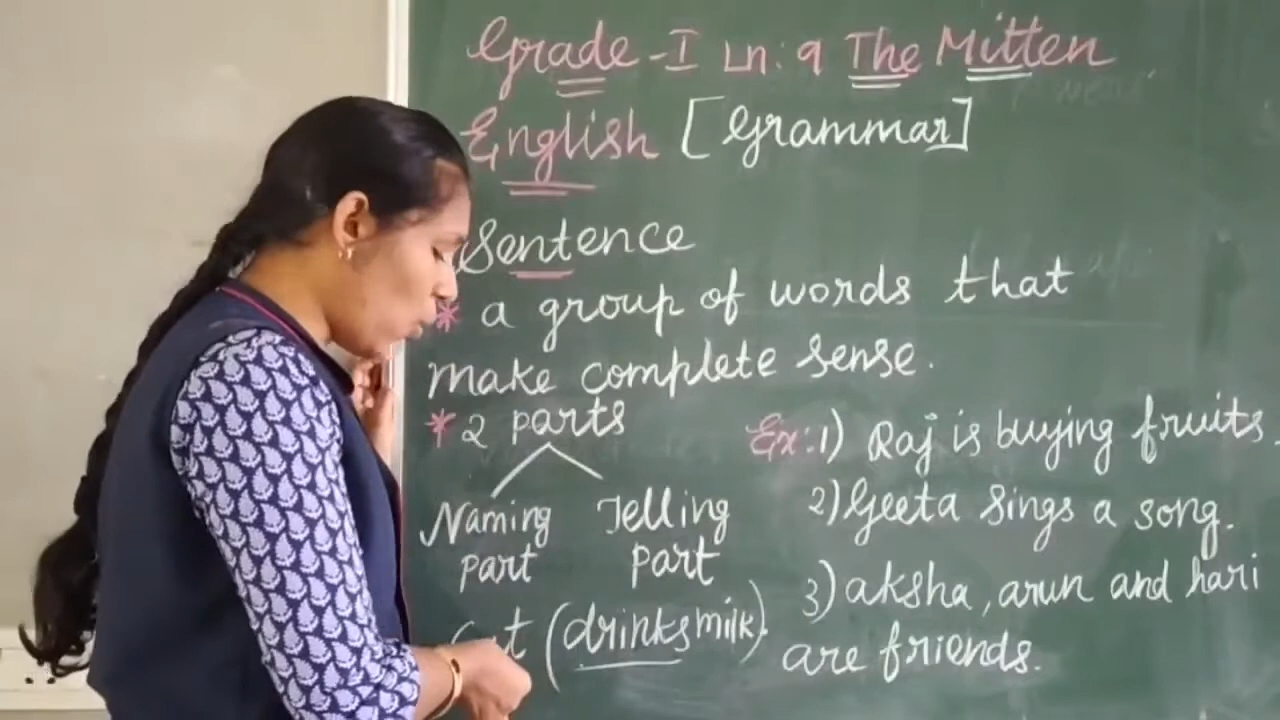 Grade-I Ln: 9 The Mitten
English [Grammar]
Sentence
* a group of words that
make complete sense.
* 2 parts
Naming part
Telling part
(drinks milk).
Ex: 1) Raj is buying fruits.
2) Geeta sings a song.
3) aksha, arun and hari
are friends.